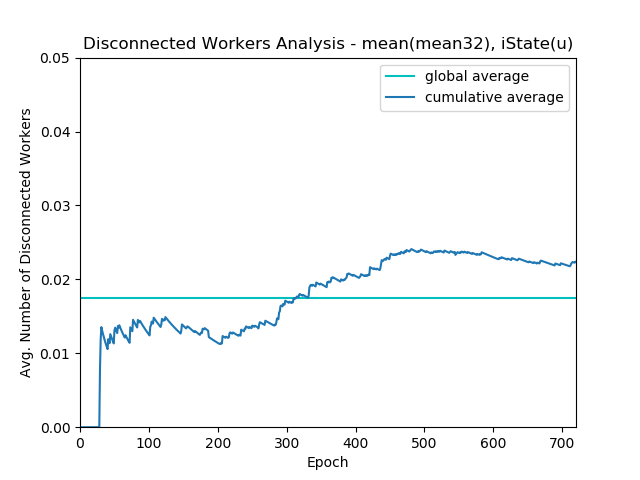 Disconnected Workers Analysis - mean(mean32), iState(u)
global average
cumulative average
Avg. Number of Disconnected Workers
0.05
0.04
0.03
0.02
0.01
0.00
0 100 200 300 400 500 600 700
Epoch